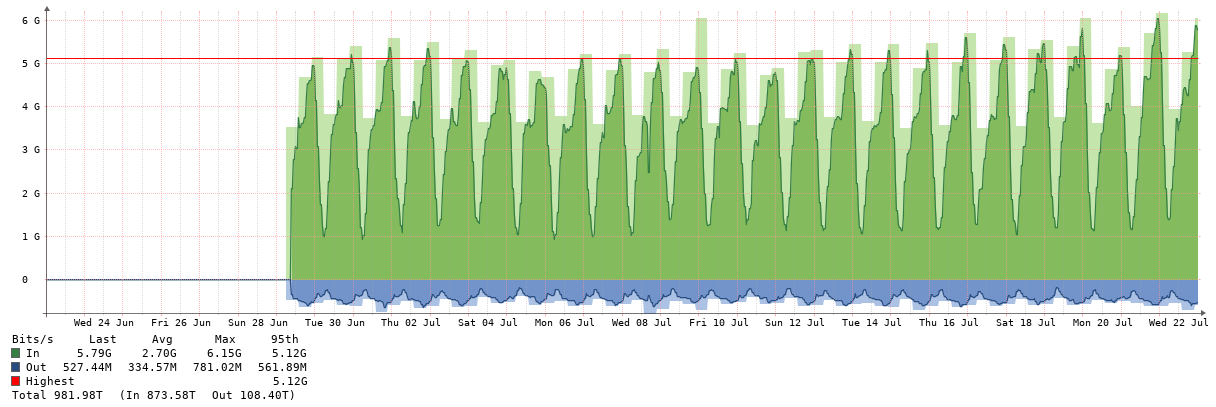 6 G
5 G
4 G
3 G
2 G
1 G
0
Wed 24 Jun Fri 26 Jun Sun 28 Jun Tue 30 Jun Thu 02 Jul Sat 04 Jul Mon 06 Jul Wed 08 Jul Fri 10 Jul Sun 12 Jul Tue 14 Jul Thu 16 Jul Sat 18 Jul Mon 20 Jul Wed 22 Jul
Bits/s Last Avg Max 95th
In 5.79G 2.70G 6.15G 5.12G
Out 527.44M 334.57M 781.02M 561.89M
Highest 5.12G
Total 981.98T (In 873.58T Out 108.40T)